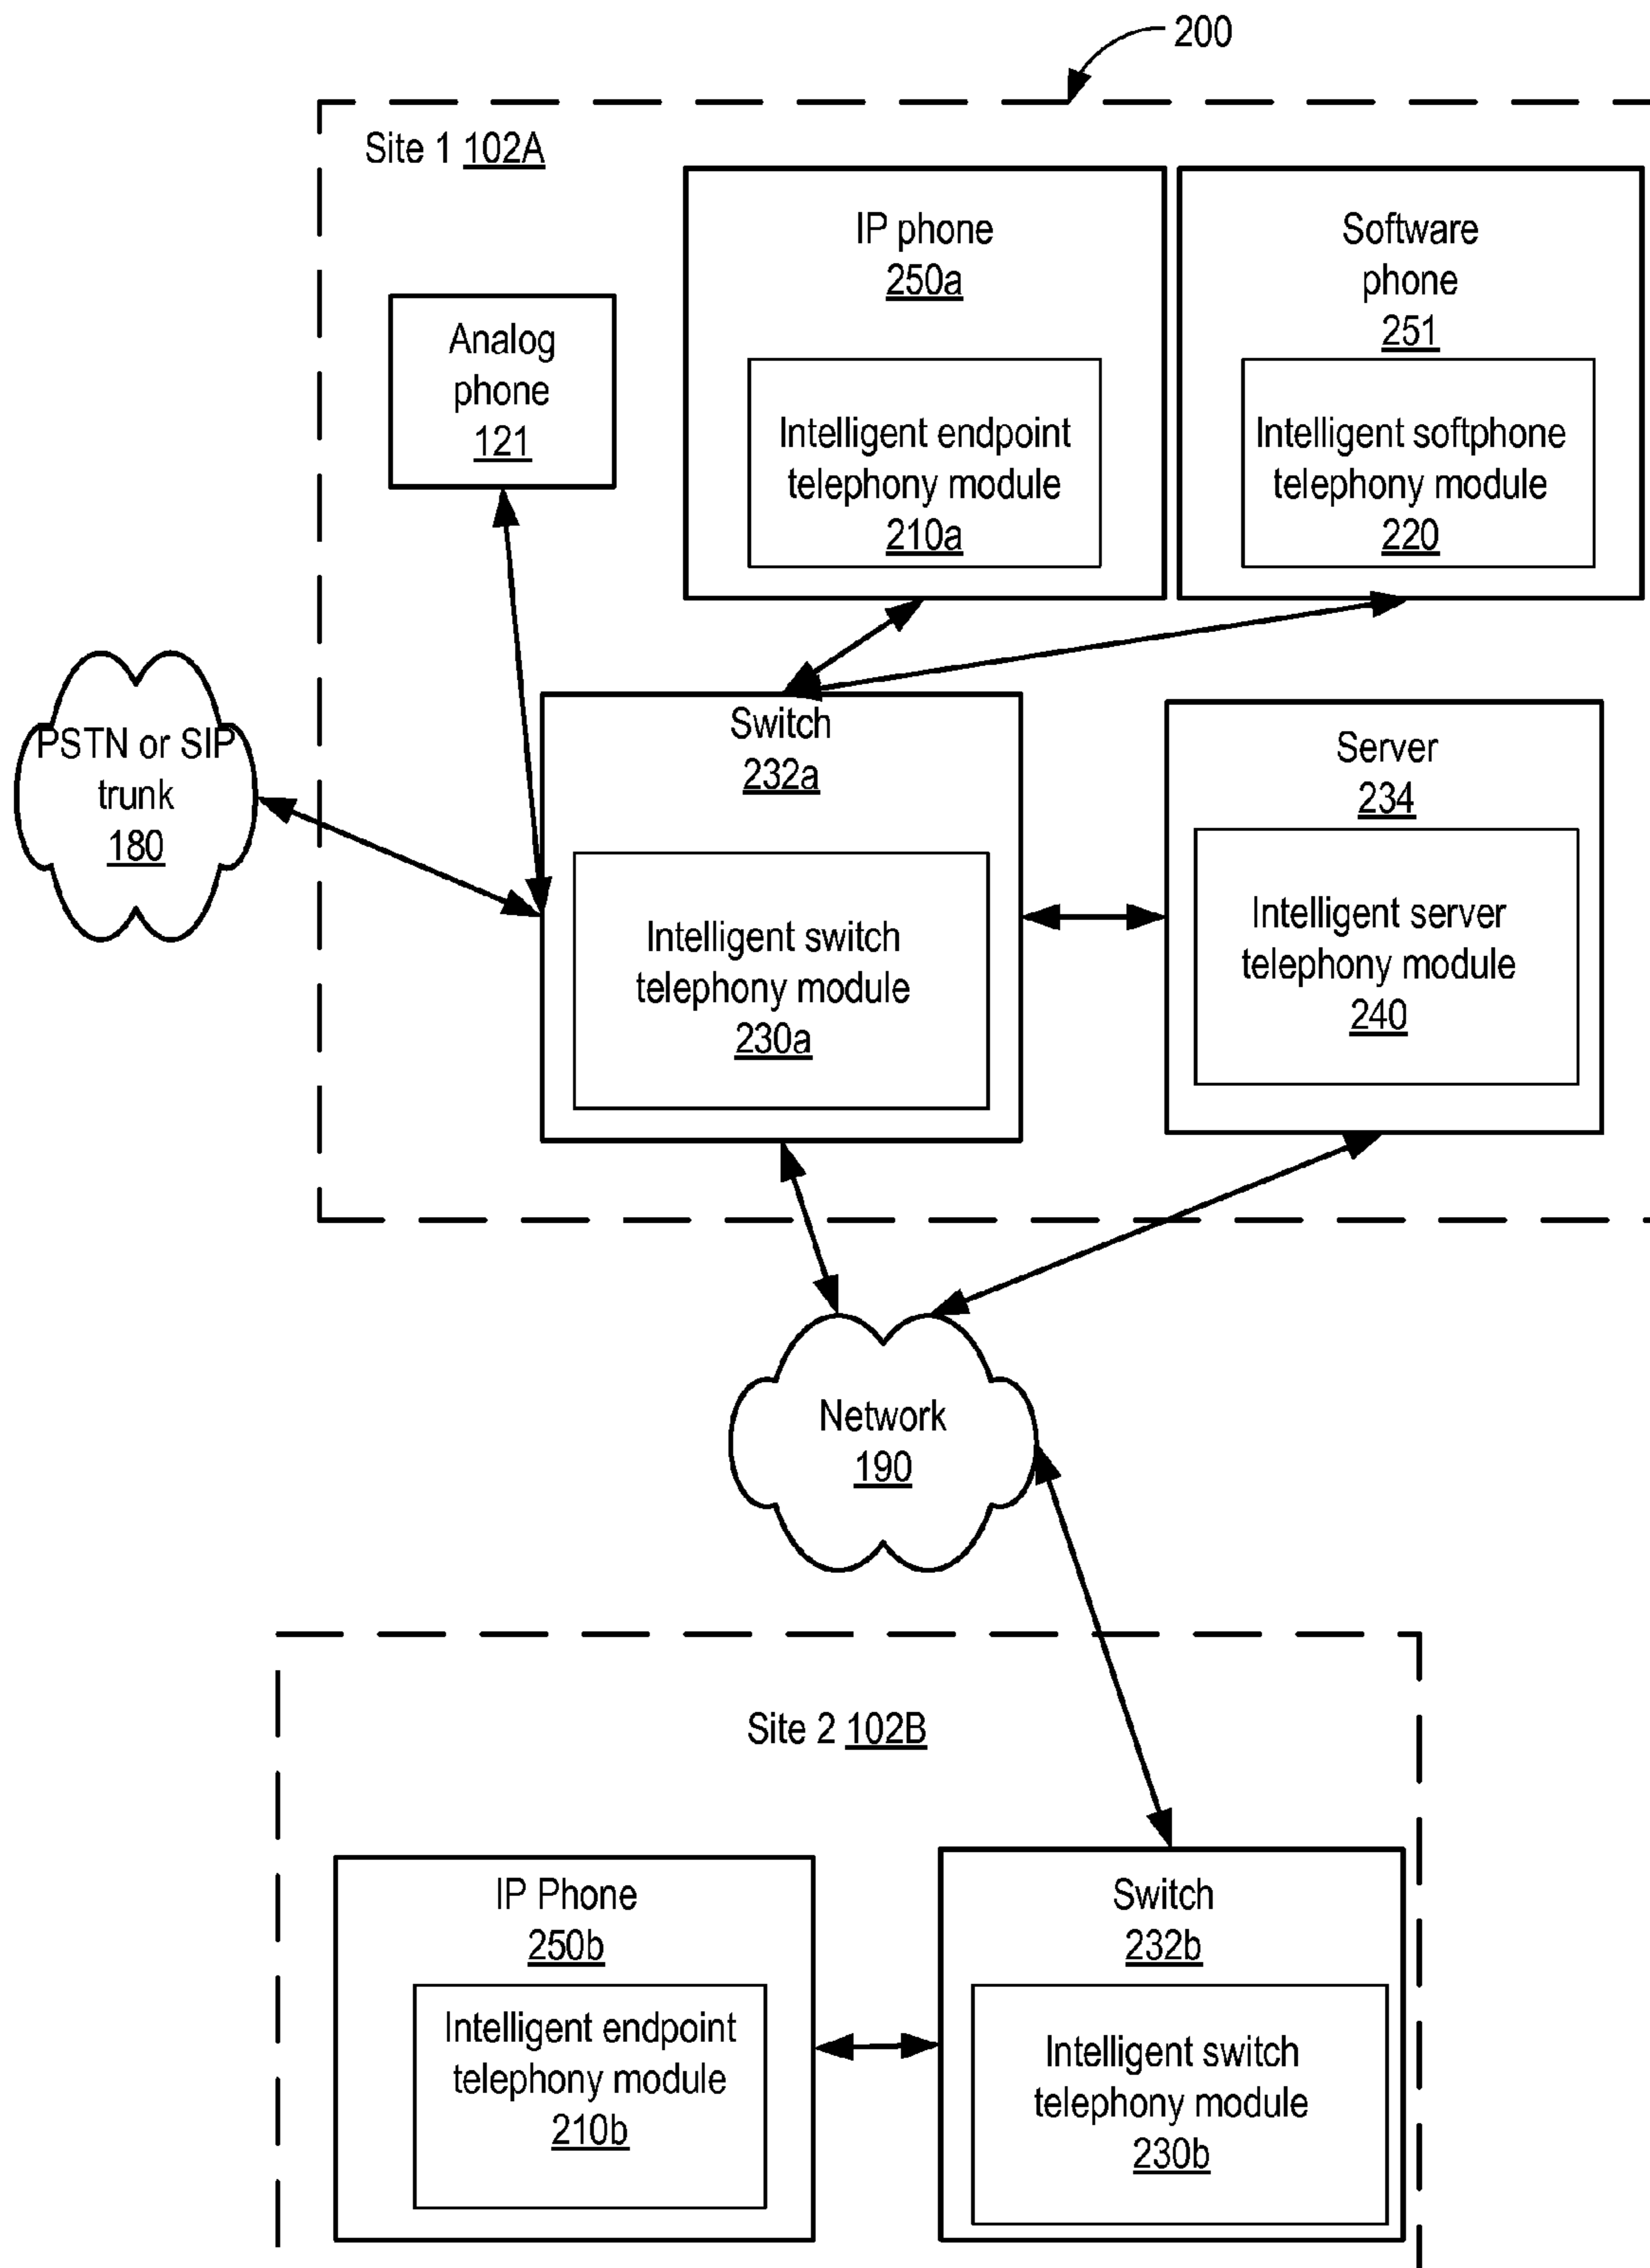 200
Site 1 102A
IP phone
250a
Intelligent endpoint
telephony module
210a
Software
phone
251
Intelligent softphone
telephony module
220
Analog
phone
121
PSTN or SIP
trunk
180
Switch
232a
Intelligent switch
telephony module
230a
Server
234
Intelligent server
telephony module
240
Network
190
Site 2 102B
IP Phone
250b
Intelligent endpoint
telephony module
210b
Switch
232b
Intelligent switch
telephony module
230b